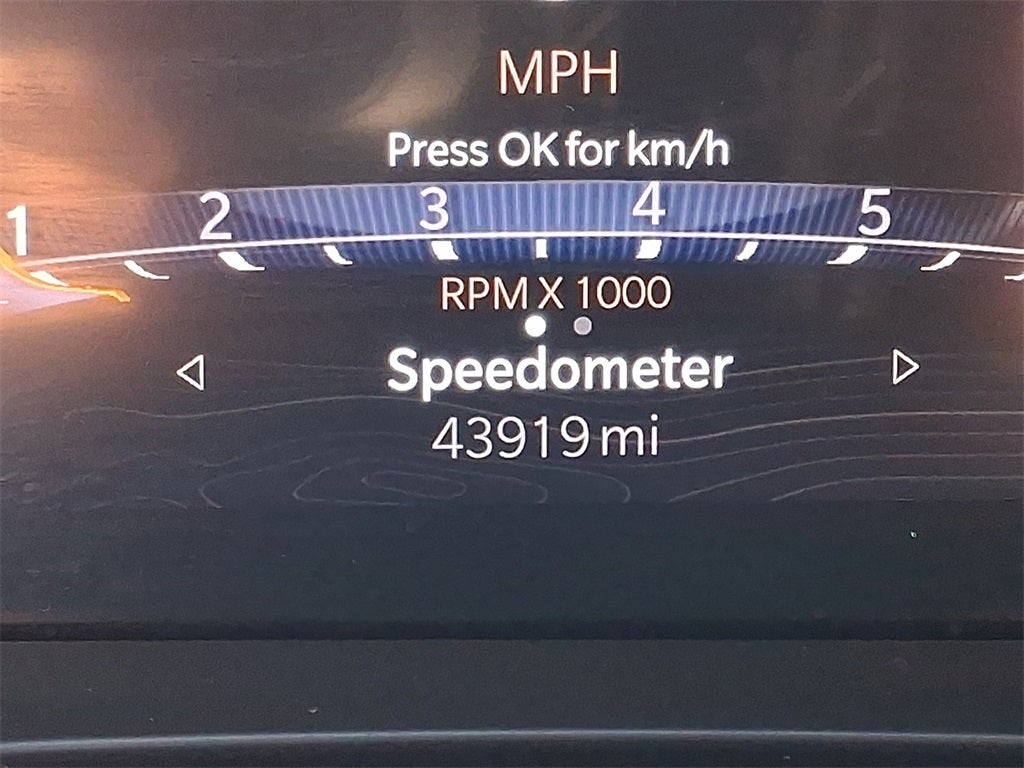 MPH
Press OK for km/h
1 2 3 4 5
RPM X 1000
Speedometer
43919 mi